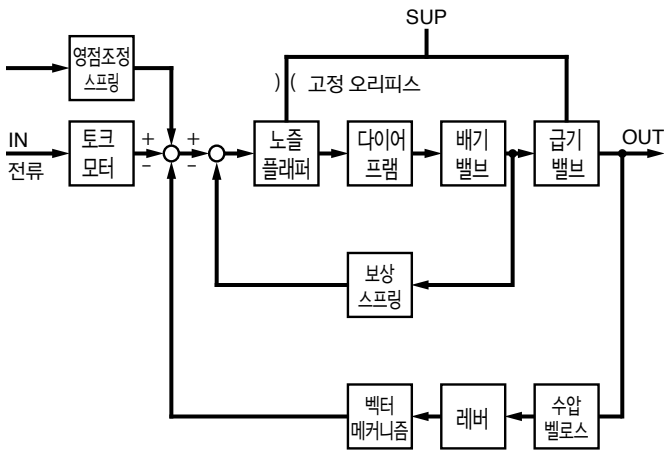 SUP
영점조정
스프링
)( 고정 오리피스
IN
전류
토크
모터
+
−
+
−
노즐
플래퍼
다이어
프램
배기
밸브
급기
밸브
OUT
보상
스프링
벡터
메커니즘
레버
수압
벨로스